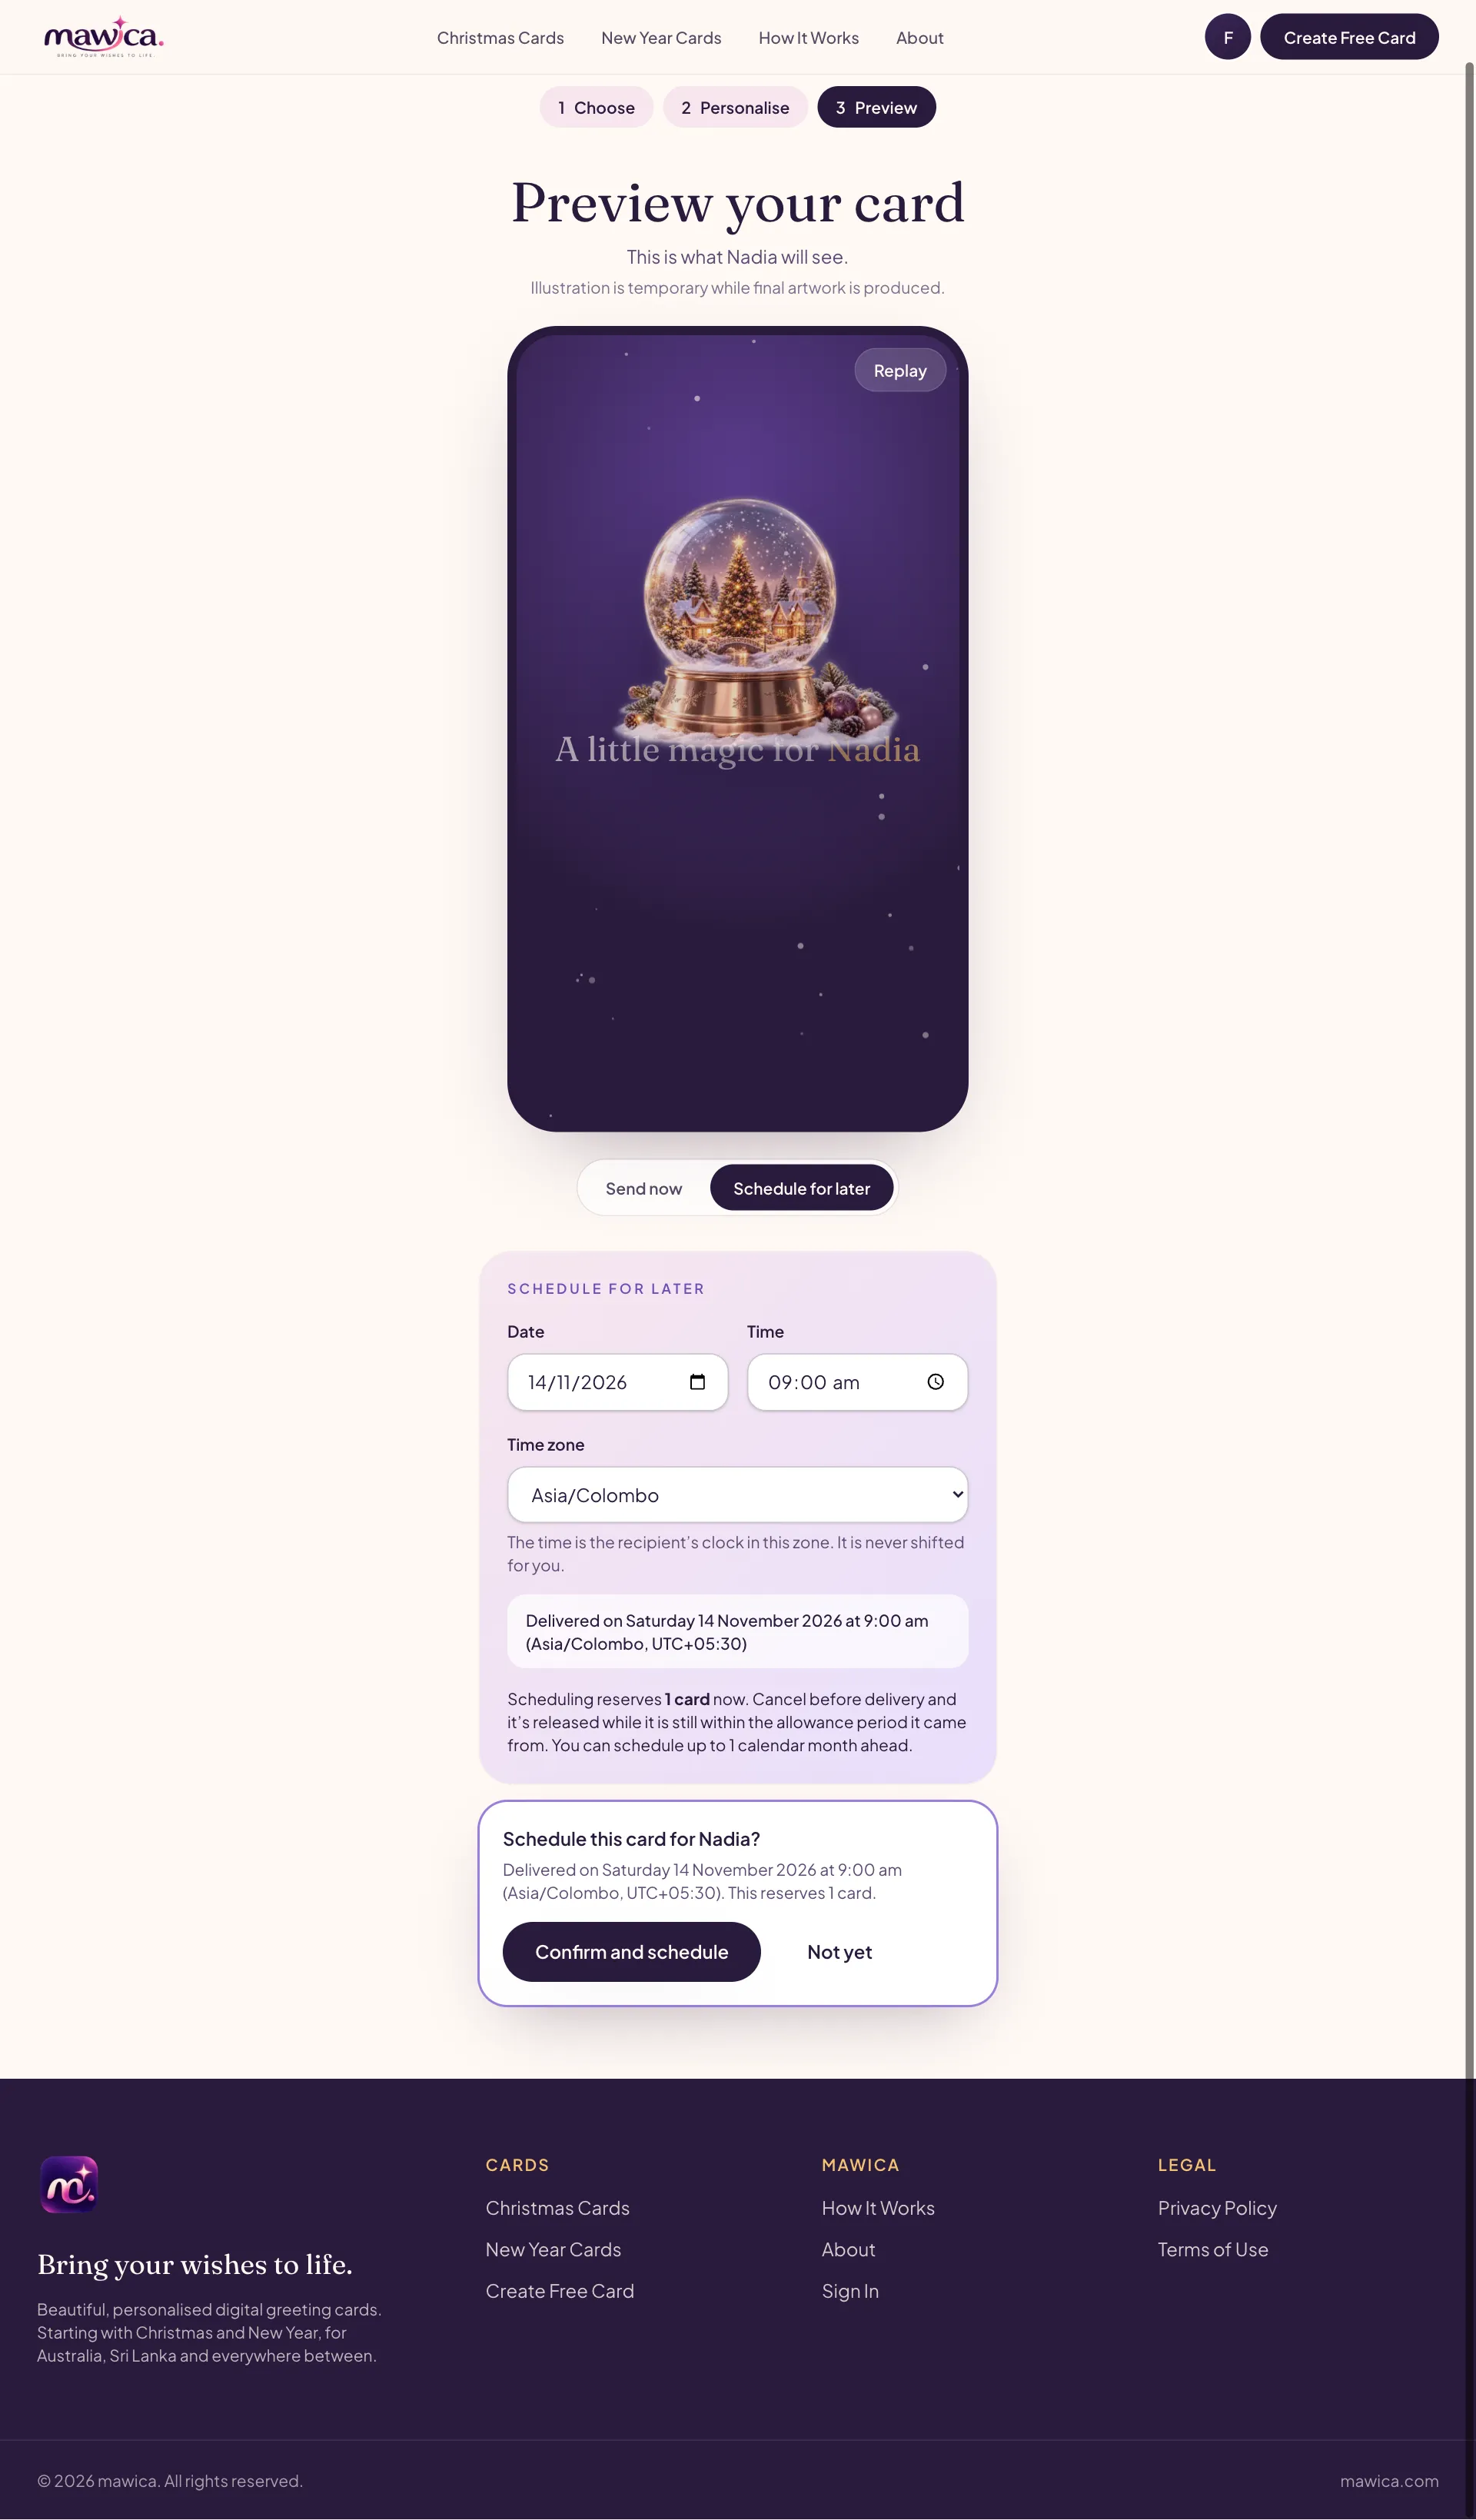 mawica.
BRING YOUR WISHES TO LIFE.
Christmas Cards
New Year Cards
How It Works
About
F
Create Free Card
1 Choose
2 Personalise
3 Preview
Preview your card
This is what Nadia will see.
Illustration is temporary while final artwork is produced.
Replay
A little magic for Nadia
Send now
Schedule for later
SCHEDULE FOR LATER
Date
Time
14/11/2026
09:00 am
Time zone
Asia/Colombo
The time is the recipient’s clock in this zone. It is never shifted
for you.
Delivered on Saturday 14 November 2026 at 9:00 am
(Asia/Colombo, UTC+05:30)
Scheduling reserves 1 card now. Cancel before delivery and
it’s released while it is still within the allowance period it came
from. You can schedule up to 1 calendar month ahead.
Schedule this card for Nadia?
Delivered on Saturday 14 November 2026 at 9:00 am
(Asia/Colombo, UTC+05:30). This reserves 1 card.
Confirm and schedule
Not yet
m.
Bring your wishes to life.
Beautiful, personalised digital greeting cards.
Starting with Christmas and New Year, for
Australia, Sri Lanka and everywhere between.
CARDS
Christmas Cards
New Year Cards
Create Free Card
MAWICA
How It Works
About
Sign In
LEGAL
Privacy Policy
Terms of Use
© 2026 mawica. All rights reserved.
mawica.com